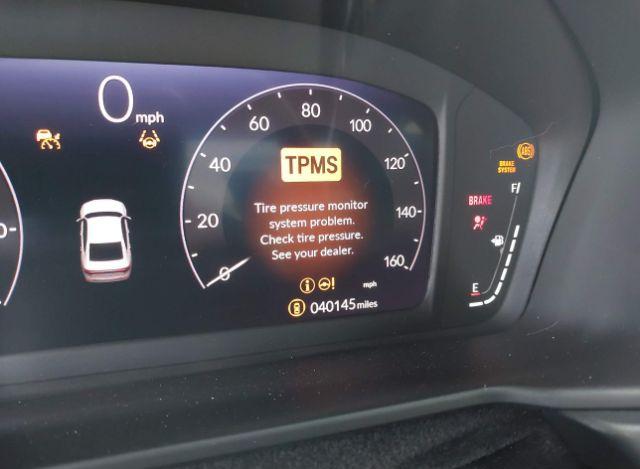 0 mph
80
60
100
ABS
40
TPMS
120
BRAKE
SYSTEM
F
Tire pressure monitor
BRAKE
20
system problem.
140
Check tire pressure.
See your dealer.
0
160
mph
E
040145 miles